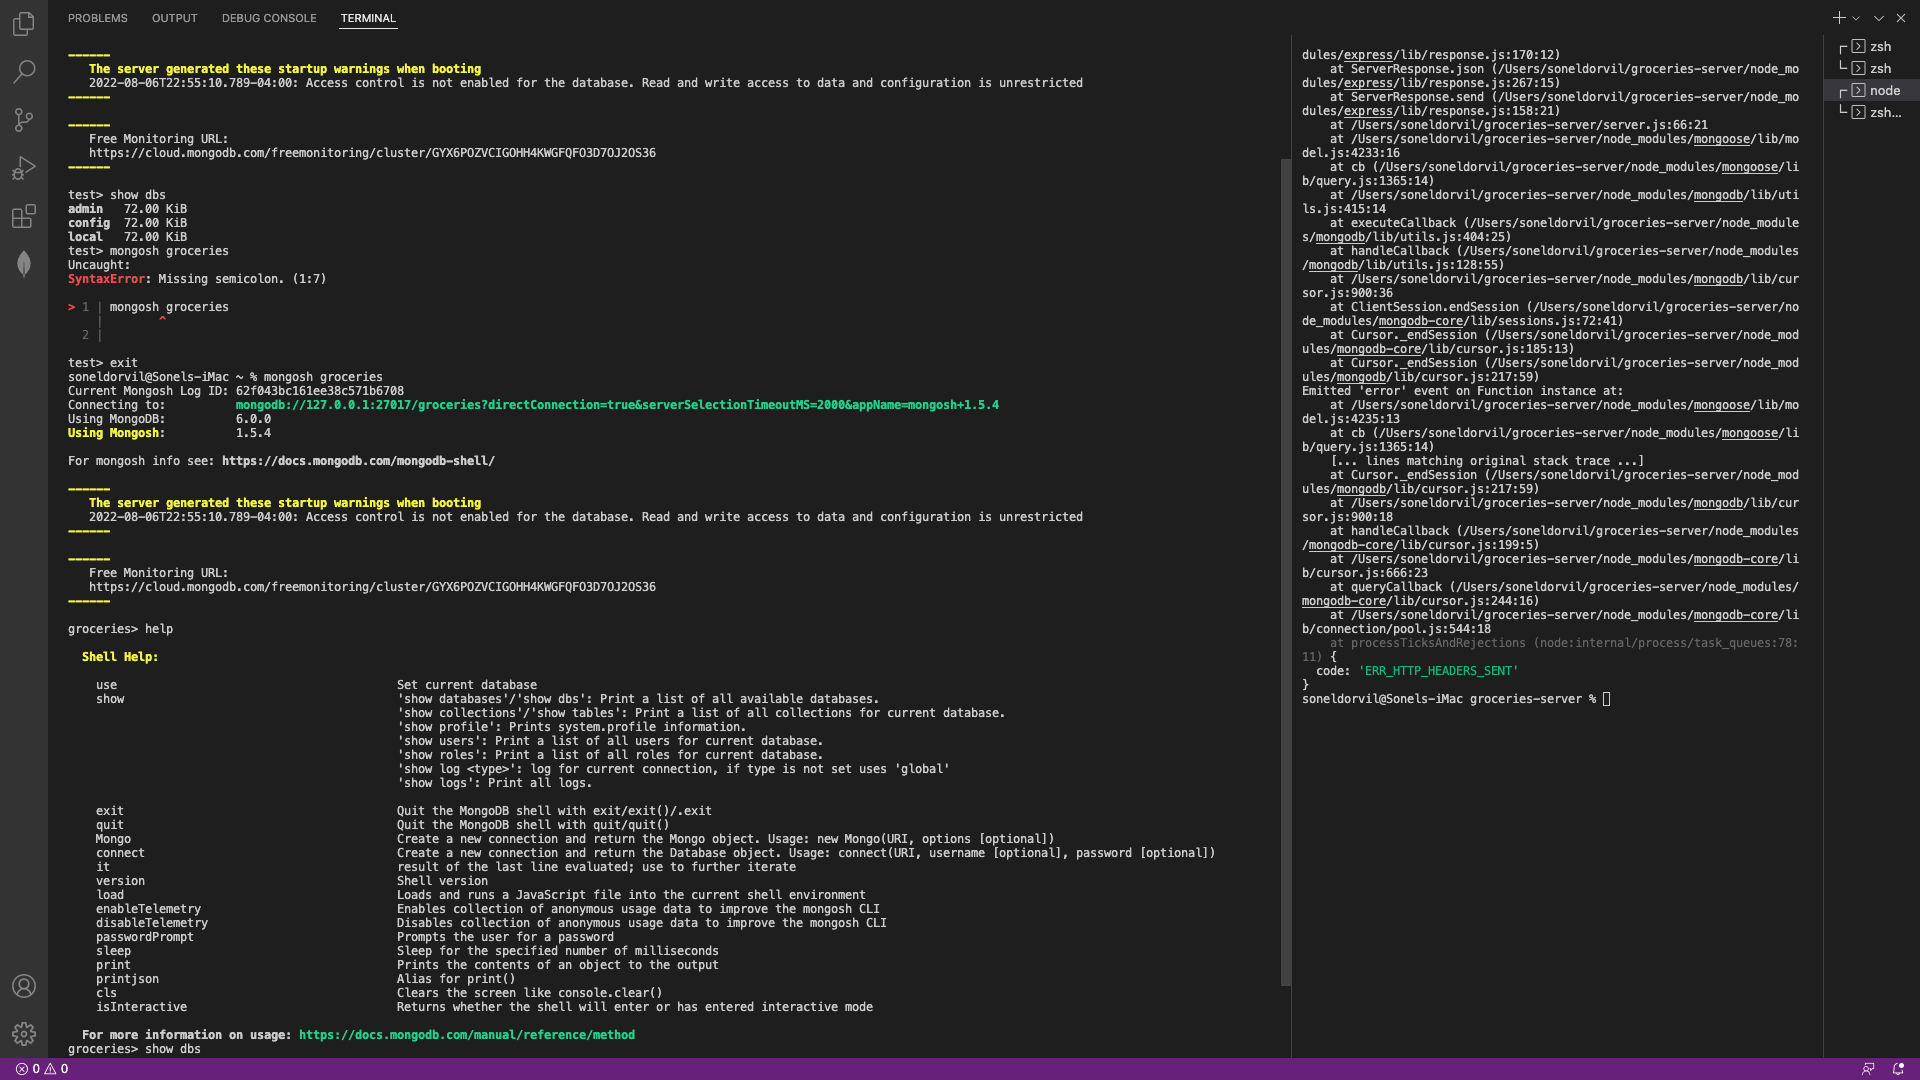 PROBLEMS OUTPUT DEBUG CONSOLE TERMINAL
------
The server generated these startup warnings when booting
2022-08-06T22:55:10.789-04:00: Access control is not enabled for the database. Read and write access to data and configuration is unrestricted
------
------
Free Monitoring URL:
https://cloud.mongodb.com/freemonitoring/cluster/GYX6POZVCIGOHH4KWGFQFO3D7OJ2OS36
------
test> show dbs
admin 72.00 KiB
config 72.00 KiB
local 72.00 KiB
test> mongosh groceries
Uncaught:
SyntaxError: Missing semicolon. (1:7)
> 1 | mongosh groceries
| ^
2 |
test> exit
soneldorvil@Sonels-iMac ~ % mongosh groceries
Current Mongosh Log ID: 62f043bc161ee38c571b6708
Connecting to: mongodb://127.0.0.1:27017/groceries?directConnection=true&serverSelectionTimeoutMS=2000&appName=mongosh+1.5.4
Using MongoDB: 6.0.0
Using Mongosh: 1.5.4
For mongosh info see: https://docs.mongodb.com/mongodb-shell/
------
The server generated these startup warnings when booting
2022-08-06T22:55:10.789-04:00: Access control is not enabled for the database. Read and write access to data and configuration is unrestricted
------
------
Free Monitoring URL:
https://cloud.mongodb.com/freemonitoring/cluster/GYX6POZVCIGOHH4KWGFQFO3D7OJ2OS36
------
groceries> help
Shell Help:
use Set current database
show 'show databases'/'show dbs': Print a list of all available databases.
'show collections'/'show tables': Print a list of all collections for current database.
'show profile': Prints system.profile information.
'show users': Print a list of all users for current database.
'show roles': Print a list of all roles for current database.
'show log <type>': log for current connection, if type is not set uses 'global'
'show logs': Print all logs.
exit Quit the MongoDB shell with exit/exit()/.exit
quit Quit the MongoDB shell with quit/quit()
Mongo Create a new connection and return the Mongo object. Usage: new Mongo(URI, options [optional])
connect Create a new connection and return the Database object. Usage: connect(URI, username [optional], password [optional])
it result of the last line evaluated; use to further iterate
version Shell version
load Loads and runs a JavaScript file into the current shell environment
enableTelemetry Enables collection of anonymous usage data to improve the mongosh CLI
disableTelemetry Disables collection of anonymous usage data to improve the mongosh CLI
passwordPrompt Prompts the user for a password
sleep Sleep for the specified number of milliseconds
print Prints the contents of an object to the output
printjson Alias for print()
cls Clears the screen like console.clear()
isInteractive Returns whether the shell will enter or has entered interactive mode
For more information on usage: https://docs.mongodb.com/manual/reference/method
groceries> show dbs
dules/express/lib/response.js:170:12)
at ServerResponse.json (/Users/soneldorvil/groceries-server/node_mo
dules/express/lib/response.js:267:15)
at ServerResponse.send (/Users/soneldorvil/groceries-server/node_mo
dules/express/lib/response.js:158:21)
at /Users/soneldorvil/groceries-server/server.js:66:21
at /Users/soneldorvil/groceries-server/node_modules/mongoose/lib/mo
del.js:4233:16
at cb (/Users/soneldorvil/groceries-server/node_modules/mongoose/li
b/query.js:1365:14)
at /Users/soneldorvil/groceries-server/node_modules/mongodb/lib/uti
ls.js:415:14
at executeCallback (/Users/soneldorvil/groceries-server/node_module
s/mongodb/lib/utils.js:404:25)
at handleCallback (/Users/soneldorvil/groceries-server/node_modules
/mongodb/lib/utils.js:128:55)
at /Users/soneldorvil/groceries-server/node_modules/mongodb/lib/cur
sor.js:900:36
at ClientSession.endSession (/Users/soneldorvil/groceries-server/no
de_modules/mongodb-core/lib/sessions.js:72:41)
at Cursor._endSession (/Users/soneldorvil/groceries-server/node_mod
ules/mongodb-core/lib/cursor.js:185:13)
at Cursor._endSession (/Users/soneldorvil/groceries-server/node_mod
ules/mongodb/lib/cursor.js:217:59)
Emitted 'error' event on Function instance at:
at /Users/soneldorvil/groceries-server/node_modules/mongoose/lib/mo
del.js:4235:13
at cb (/Users/soneldorvil/groceries-server/node_modules/mongoose/li
b/query.js:1365:14)
[... lines matching original stack trace ...]
at Cursor._endSession (/Users/soneldorvil/groceries-server/node_mod
ules/mongodb/lib/cursor.js:217:59)
at /Users/soneldorvil/groceries-server/node_modules/mongodb/lib/cur
sor.js:900:18
at handleCallback (/Users/soneldorvil/groceries-server/node_modules
/mongodb-core/lib/cursor.js:199:5)
at /Users/soneldorvil/groceries-server/node_modules/mongodb-core/li
b/cursor.js:666:23
at queryCallback (/Users/soneldorvil/groceries-server/node_modules/
mongodb-core/lib/cursor.js:244:16)
at /Users/soneldorvil/groceries-server/node_modules/mongodb-core/li
b/connection/pool.js:544:18
at processTicksAndRejections (node:internal/process/task_queues:78:
11) {
code: 'ERR_HTTP_HEADERS_SENT'
}
soneldorvil@Sonels-iMac groceries-server %
zsh
zsh
node
zsh...
0 0